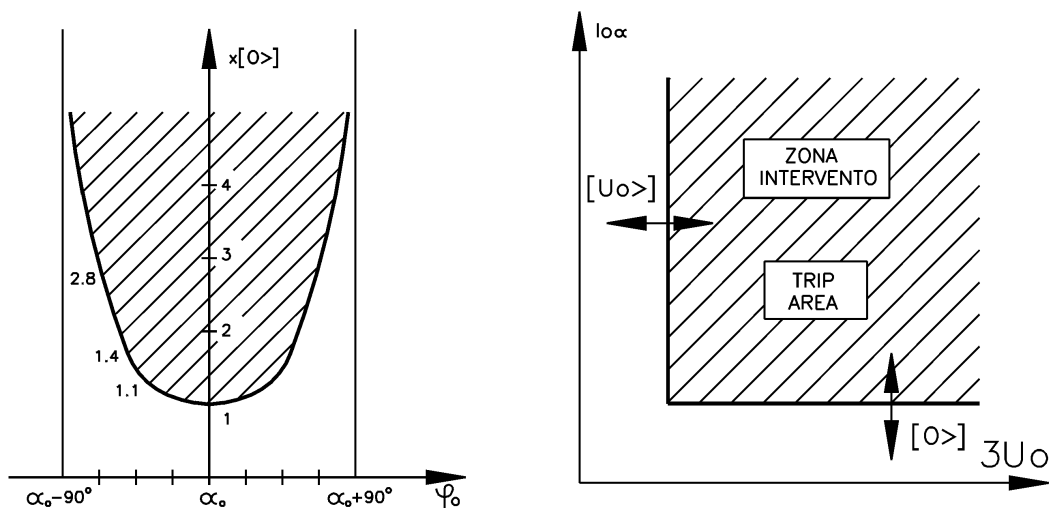 x[0>]
4
3
2.8
2
1.4
1.1
1
α₀-90°
α₀
α₀+90°
φ₀
Ioα
ZONA
INTERVENTO
[Uo>]
TRIP
AREA
[0>]
3Uo